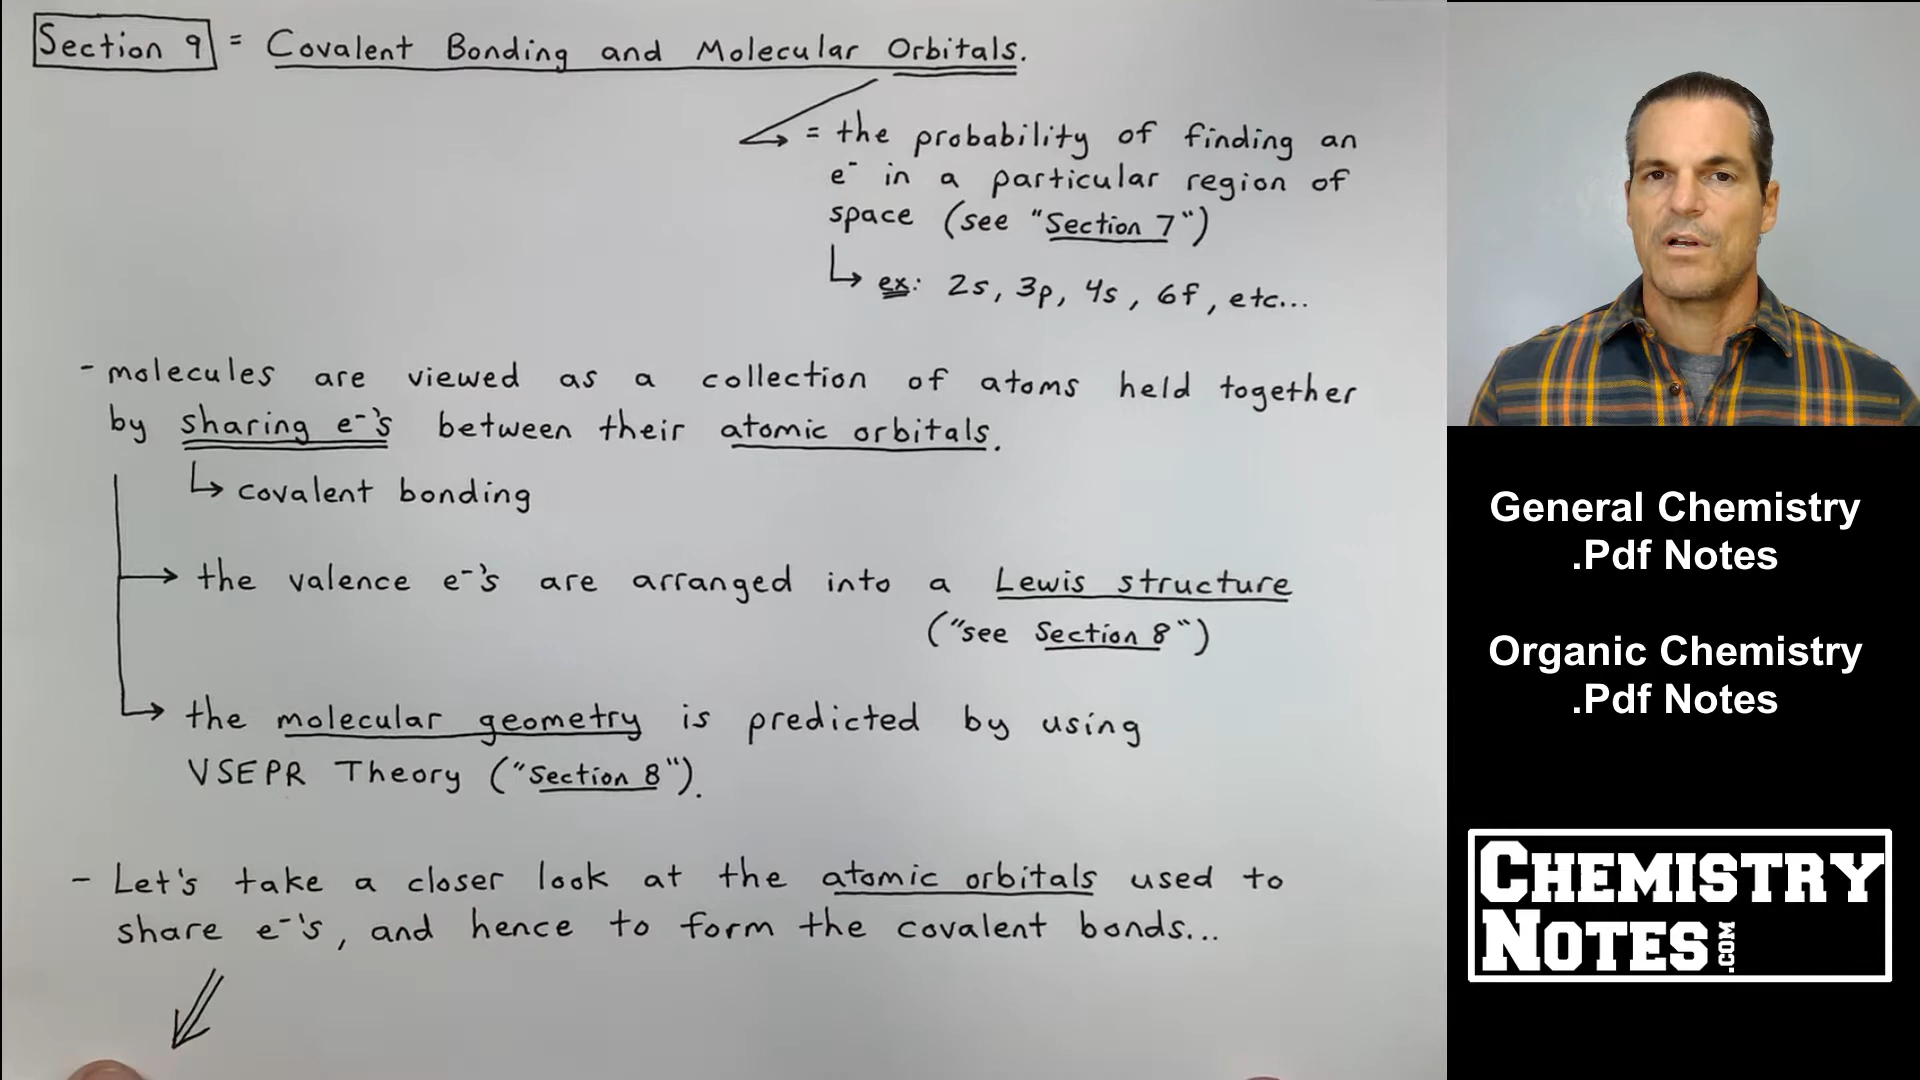 Section 9 = Covalent Bonding and Molecular Orbitals.
= the probability of finding an
e⁻ in a particular region of
space (see "Section 7")
ex: 2s, 3p, 4s, 6f, etc...
- molecules are viewed as a collection of atoms held together
by sharing e⁻'s between their atomic orbitals.
covalent bonding
the valence e⁻'s are arranged into a Lewis structure
("see Section 8")
the molecular geometry is predicted by using
VSEPR Theory ("Section 8").
- Let's take a closer look at the atomic orbitals used to
share e⁻'s, and hence to form the covalent bonds...
General Chemistry
.Pdf Notes
Organic Chemistry
.Pdf Notes
CHEMISTRY
NOTES.COM